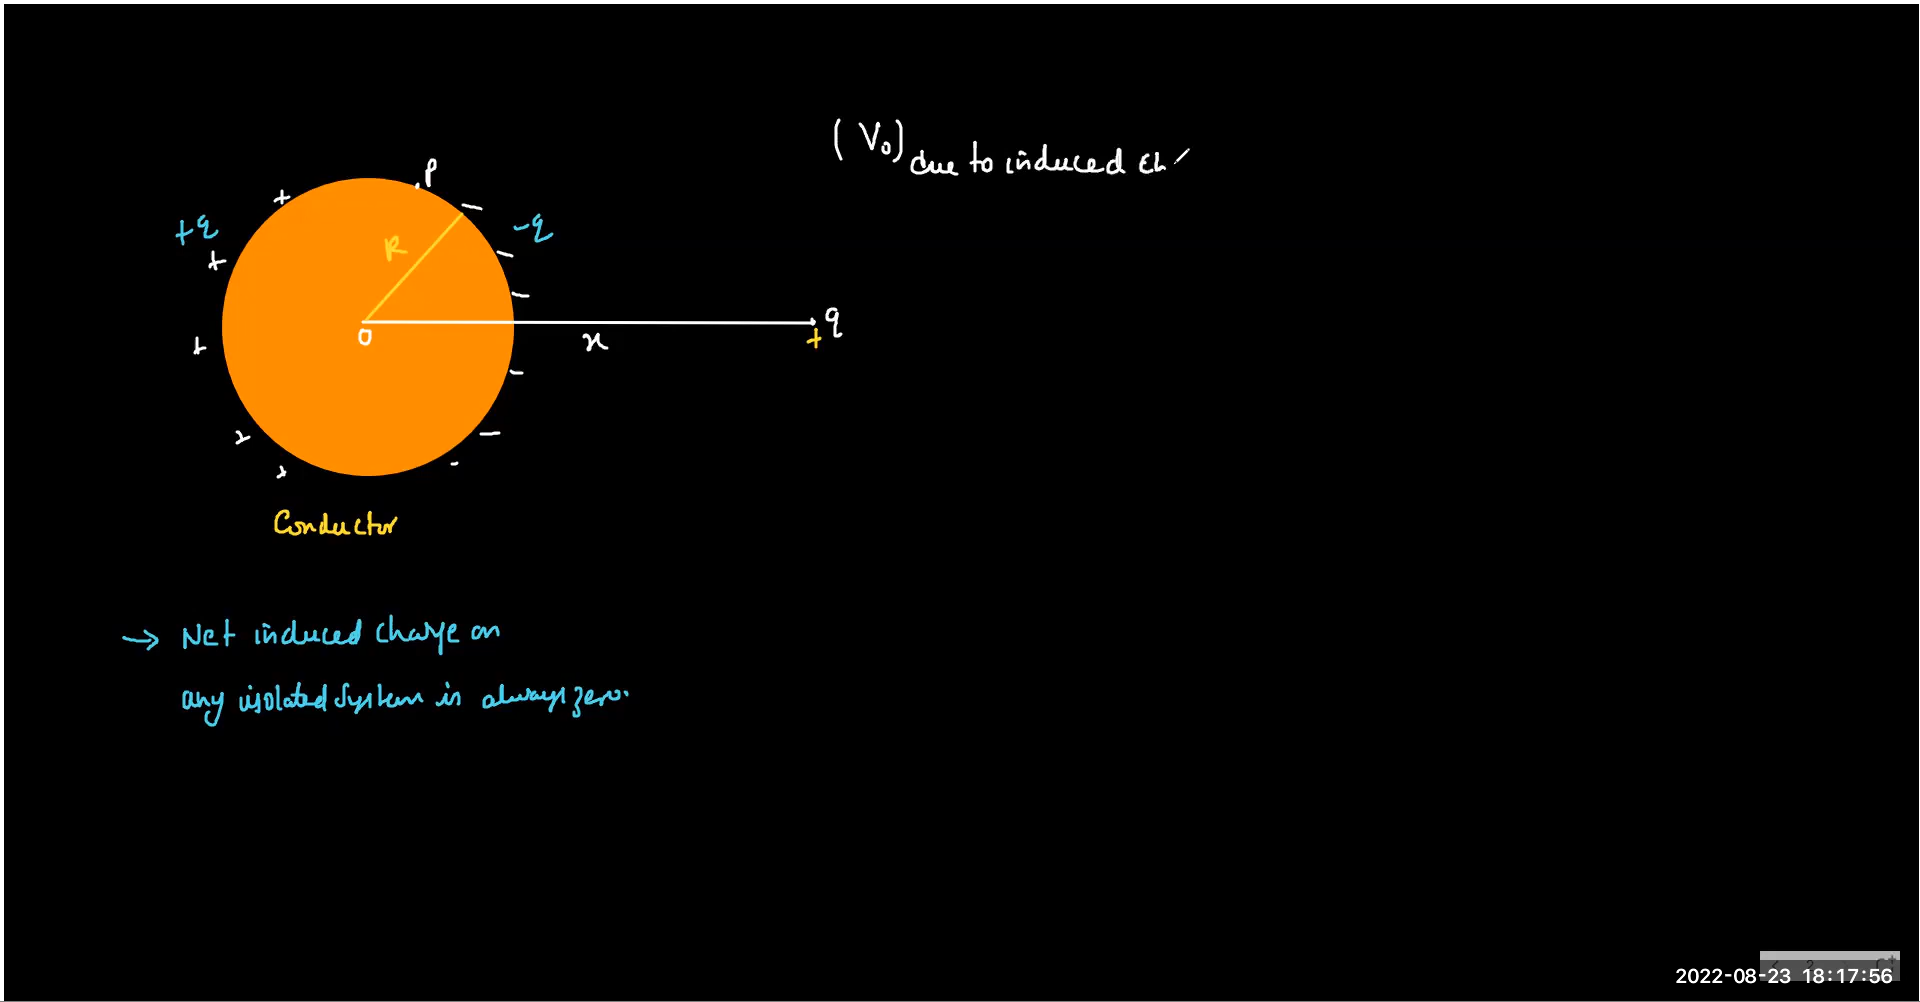 (V₀) due to induced ch
P
+ −
+q −q
+ −
R
−
q
O x +
+ −
+ −
+ -
Conductor
→ Net induced charge on
any isolated system is always zero.
2022-08-23 18:17:56